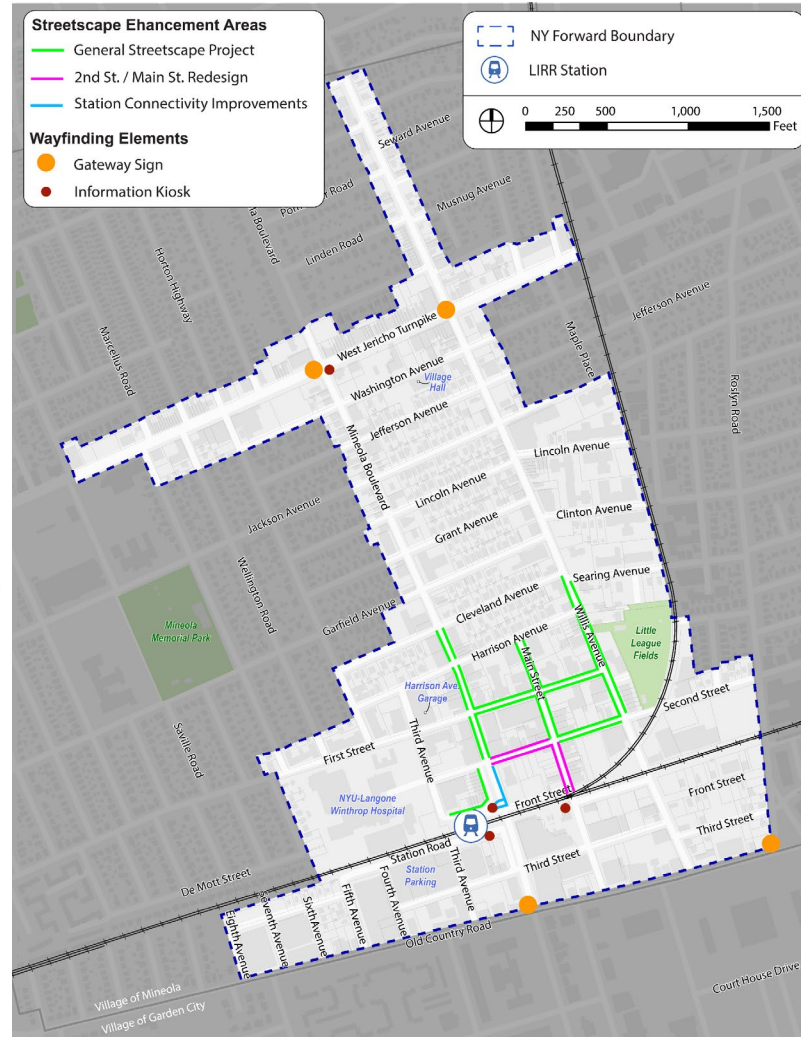 Streetscape Ehancement Areas
General Streetscape Project
2nd St. / Main St. Redesign
Station Connectivity Improvements
Wayfinding Elements
Gateway Sign
Information Kiosk
NY Forward Boundary
LIRR Station
0 250 500 1,000 1,500
Feet
Seward Avenue
Musnug Avenue
Road
Linden Road
Boulevard
Horton Highway
Marcellus Road
West Jericho Turnpike
Washington Avenue
Village
Hall
Jefferson Avenue
Maple Place
Jefferson Avenue
Roslyn Road
Mineola Boulevard
Lincoln Avenue
Lincoln Avenue
Jackson Avenue
Grant Avenue
Clinton Avenue
Wellington Road
Garfield Avenue
Cleveland Avenue
Searing Avenue
Mineola
Memorial Park
Harrison Avenue
Main Street
Willis Avenue
Little
League
Fields
Harrison Ave.
Garage
Saville Road
First Street
Third Avenue
Second Street
NYU-Langone
Winthrop Hospital
Front Street
Front Street
Station Road
Third Street
Third Street
De Mott Street
Station
Parking
Third Avenue
Fourth Avenue
Fifth Avenue
Sixth Avenue
Seventh Avenue
Eighth Avenue
Old Country Road
Court House Drive
Village of Mineola
Village of Garden City